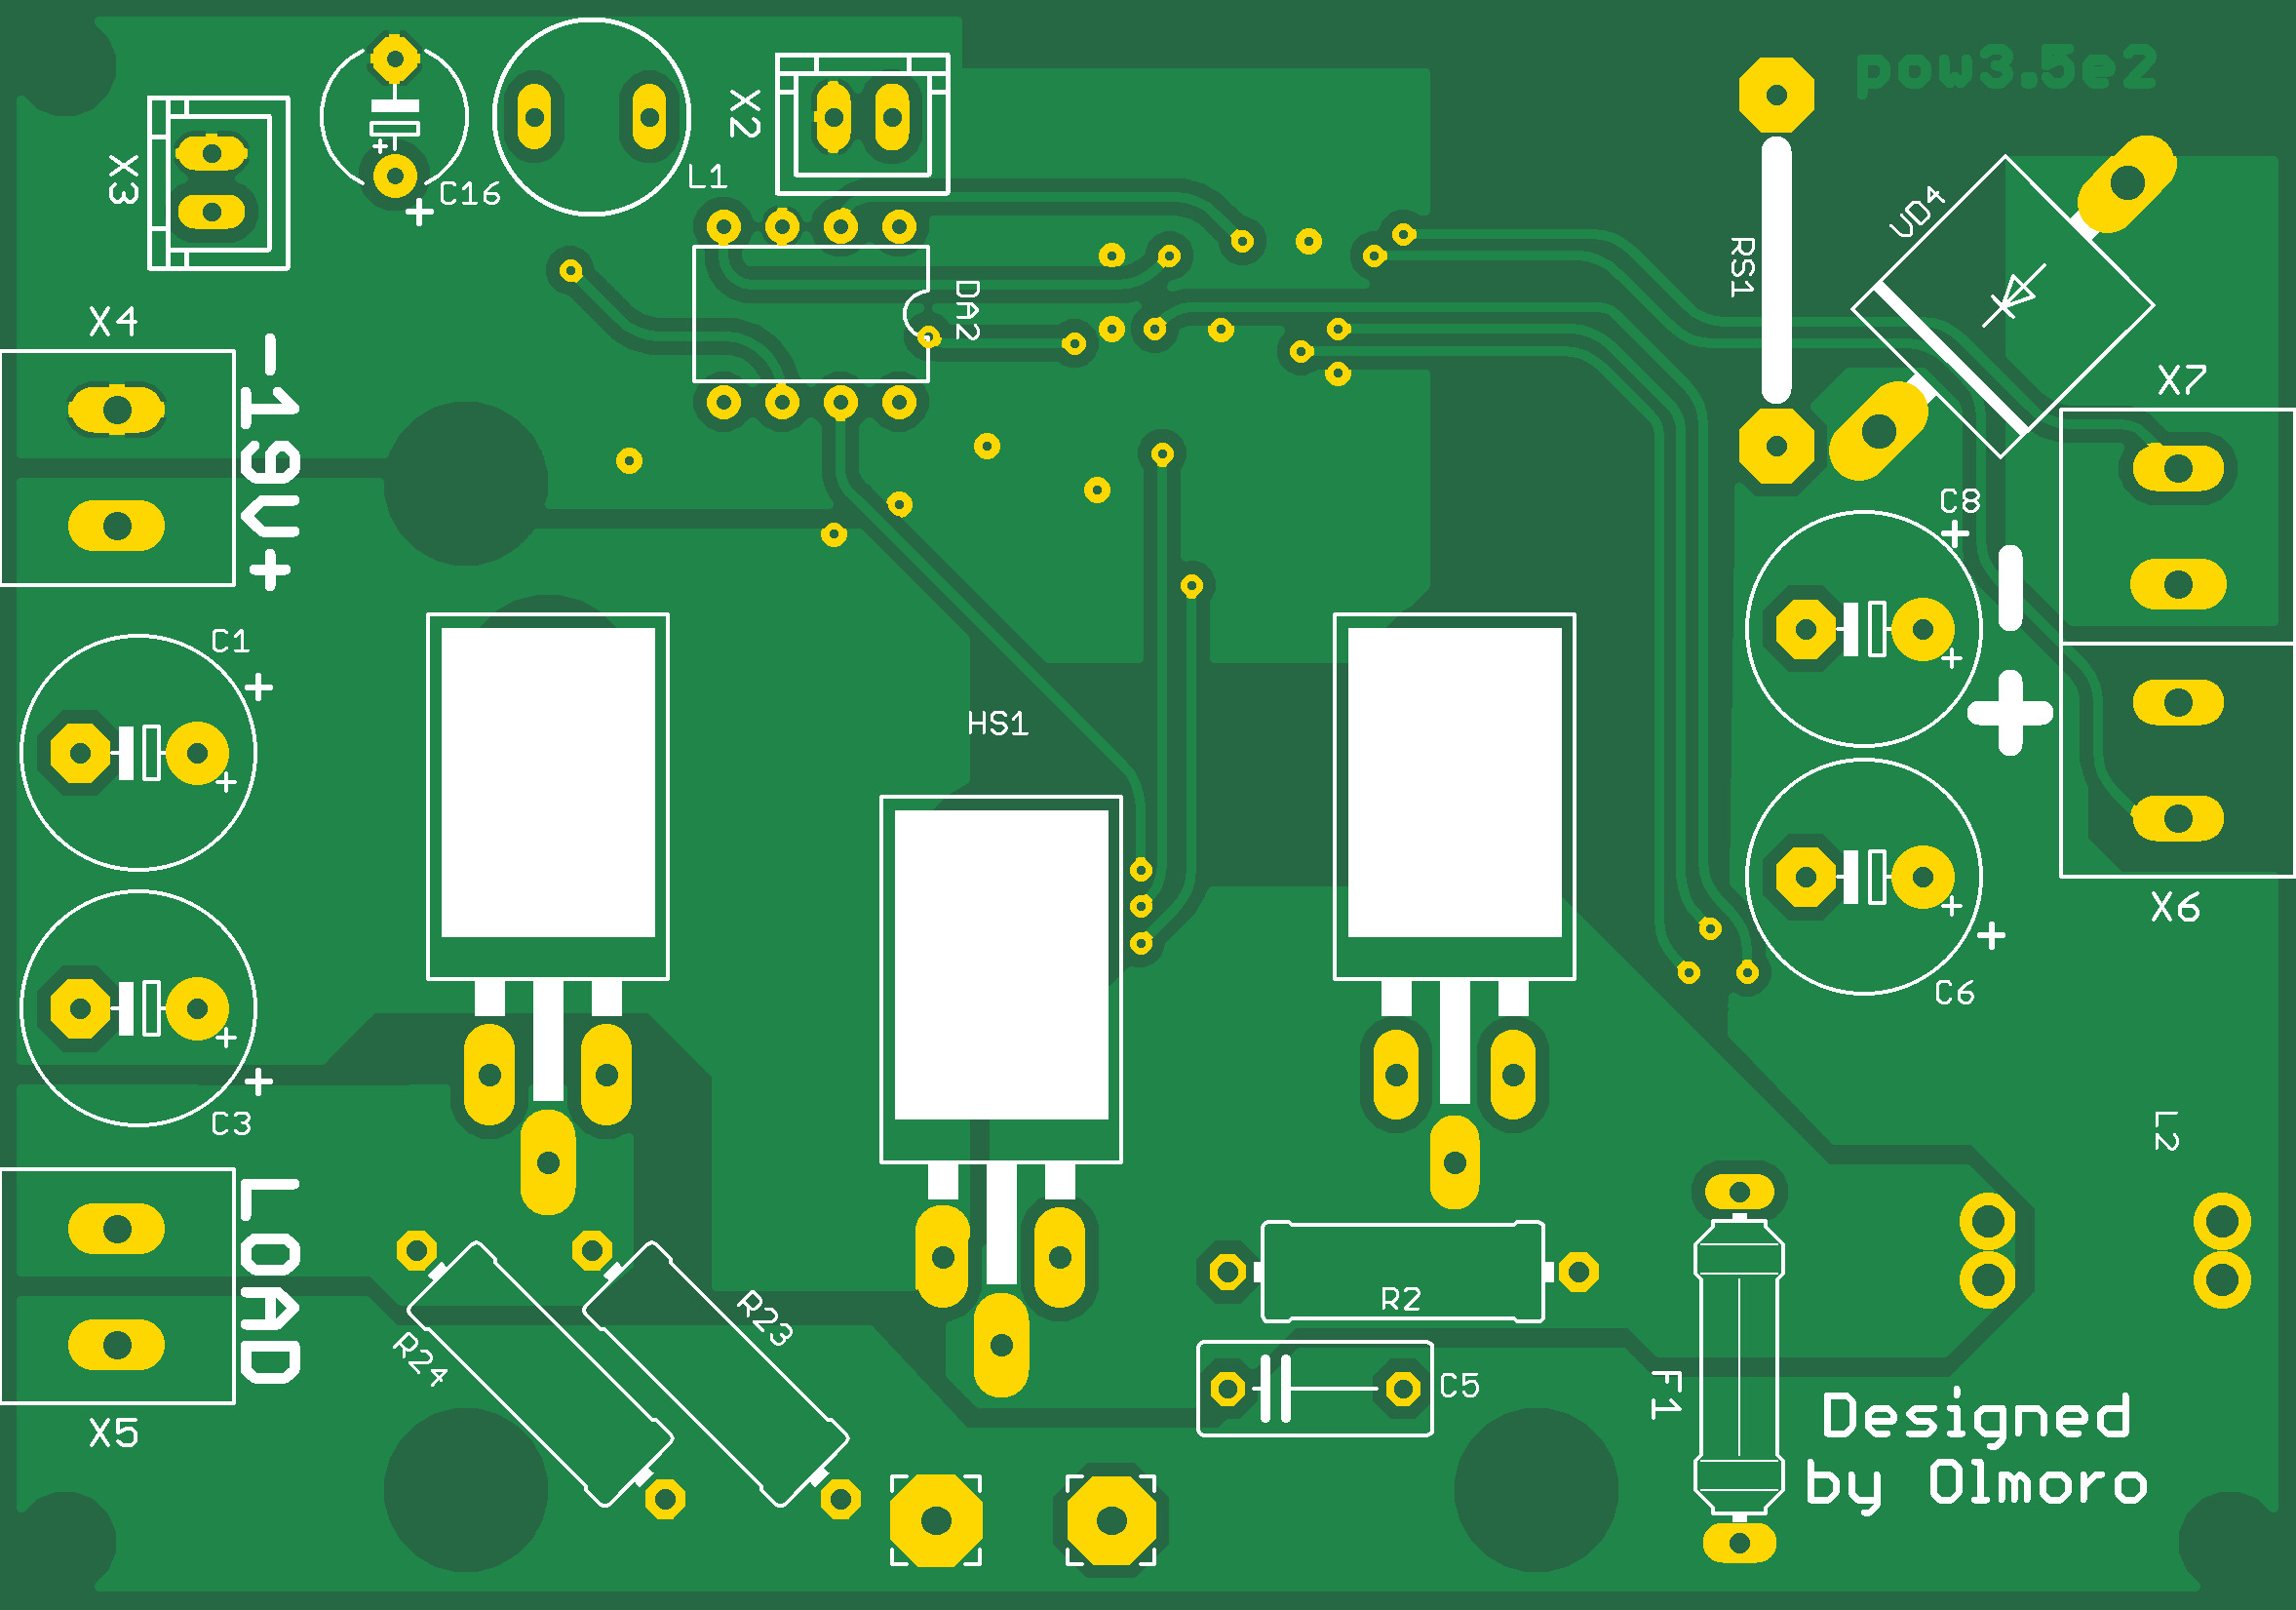 pow3.5e2
X3
C16
+
L1
X2
DA2
RS1
VD4
X7
X4
-19V+
C8
+
-
+
C1
+
HS1
X6
+
C6
+
C3
L2
LOAD
R2
R23
R24
C5
F1
X5
Designed
by Olmoro